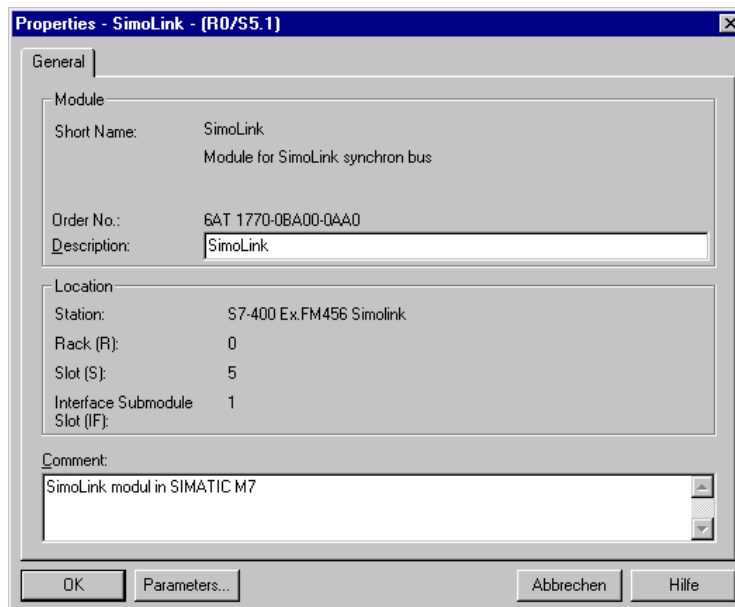 Properties - SimoLink - (R0/S5.1)
General
Module
Short Name: SimoLink
Module for SimoLink synchron bus
Order No.: 6AT 1770-0BA00-0AA0
Description: SimoLink
Location
Station: S7-400 Ex.FM456 Simolink
Rack (R): 0
Slot (S): 5
Interface Submodule 1
Slot (IF):
Comment:
SimoLink modul in SIMATIC M7
OK Parameters... Abbrechen Hilfe